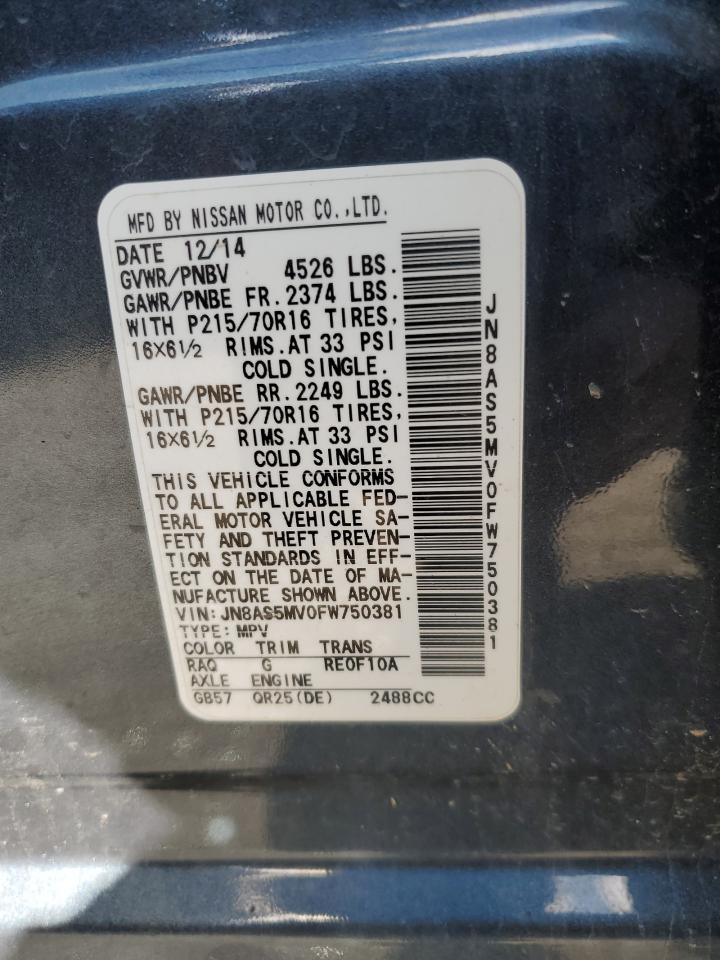 MFD BY NISSAN MOTOR CO.,LTD.
DATE 12/14
GVWR/PNBV 4526 LBS.
GAWR/PNBE FR.2374 LBS.
WITH P215/70R16 TIRES,
16X6½ RIMS.AT 33 PSI
COLD SINGLE.
GAWR/PNBE RR.2249 LBS.
WITH P215/70R16 TIRES,
16X6½ RIMS.AT 33 PSI
COLD SINGLE.
THIS VEHICLE CONFORMS
TO ALL APPLICABLE FED-
ERAL MOTOR VEHICLE SA-
FETY AND THEFT PREVEN-
TION STANDARDS IN EFF-
ECT ON THE DATE OF MA-
NUFACTURE SHOWN ABOVE.
VIN: JN8AS5MV0FW750381
TYPE: MPV
COLOR TRIM TRANS
RAQ G RE0F10A
AXLE ENGINE
GB57 QR25(DE) 2488CC
JN8AS5MV0FW750381